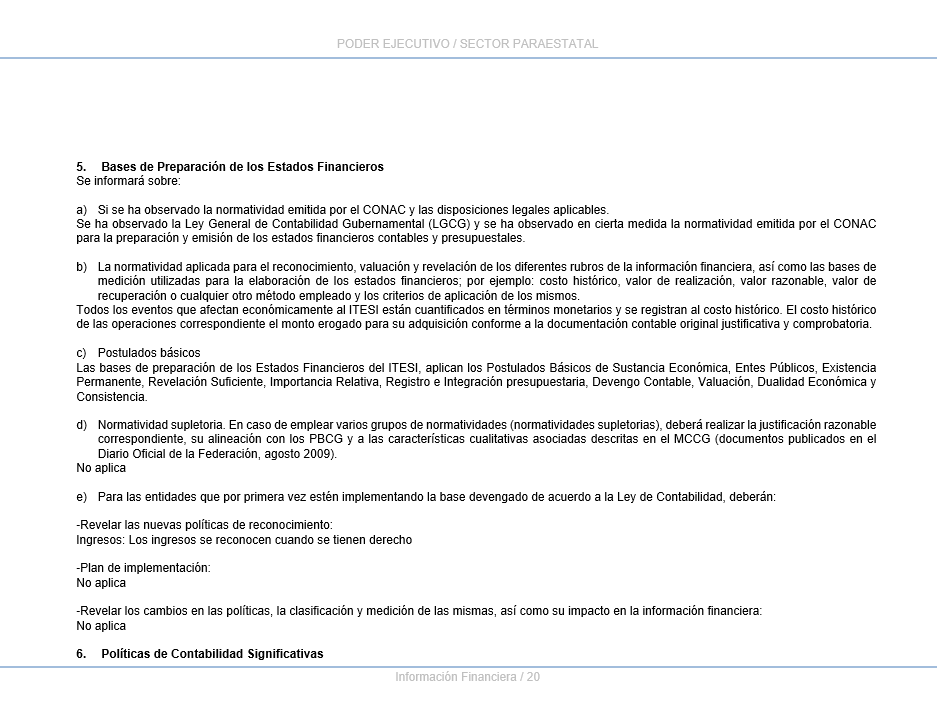 PODER EJECUTIVO / SECTOR PARAESTATAL
5. Bases de Preparación de los Estados Financieros
Se informará sobre:
a) Si se ha observado la normatividad emitida por el CONAC y las disposiciones legales aplicables.
Se ha observado la Ley General de Contabilidad Gubernamental (LGCG) y se ha observado en cierta medida la normatividad emitida por el CONAC
para la preparación y emisión de los estados financieros contables y presupuestales.
b) La normatividad aplicada para el reconocimiento, valuación y revelación de los diferentes rubros de la información financiera, así como las bases de
medición utilizadas para la elaboración de los estados financieros; por ejemplo: costo histórico, valor de realización, valor razonable, valor de
recuperación o cualquier otro método empleado y los criterios de aplicación de los mismos.
Todos los eventos que afectan económicamente al ITESI están cuantificados en términos monetarios y se registran al costo histórico. El costo histórico
de las operaciones correspondiente el monto erogado para su adquisición conforme a la documentación contable original justificativa y comprobatoria.
c) Postulados básicos
Las bases de preparación de los Estados Financieros del ITESI, aplican los Postulados Básicos de Sustancia Económica, Entes Públicos, Existencia
Permanente, Revelación Suficiente, Importancia Relativa, Registro e Integración presupuestaria, Devengo Contable, Valuación, Dualidad Económica y
Consistencia.
d) Normatividad supletoria. En caso de emplear varios grupos de normatividades (normatividades supletorias), deberá realizar la justificación razonable
correspondiente, su alineación con los PBCG y a las características cualitativas asociadas descritas en el MCCG (documentos publicados en el
Diario Oficial de la Federación, agosto 2009).
No aplica
e) Para las entidades que por primera vez estén implementando la base devengado de acuerdo a la Ley de Contabilidad, deberán:
-Revelar las nuevas políticas de reconocimiento:
Ingresos: Los ingresos se reconocen cuando se tienen derecho
-Plan de implementación:
No aplica
-Revelar los cambios en las políticas, la clasificación y medición de las mismas, así como su impacto en la información financiera:
No aplica
6. Políticas de Contabilidad Significativas
Información Financiera / 20